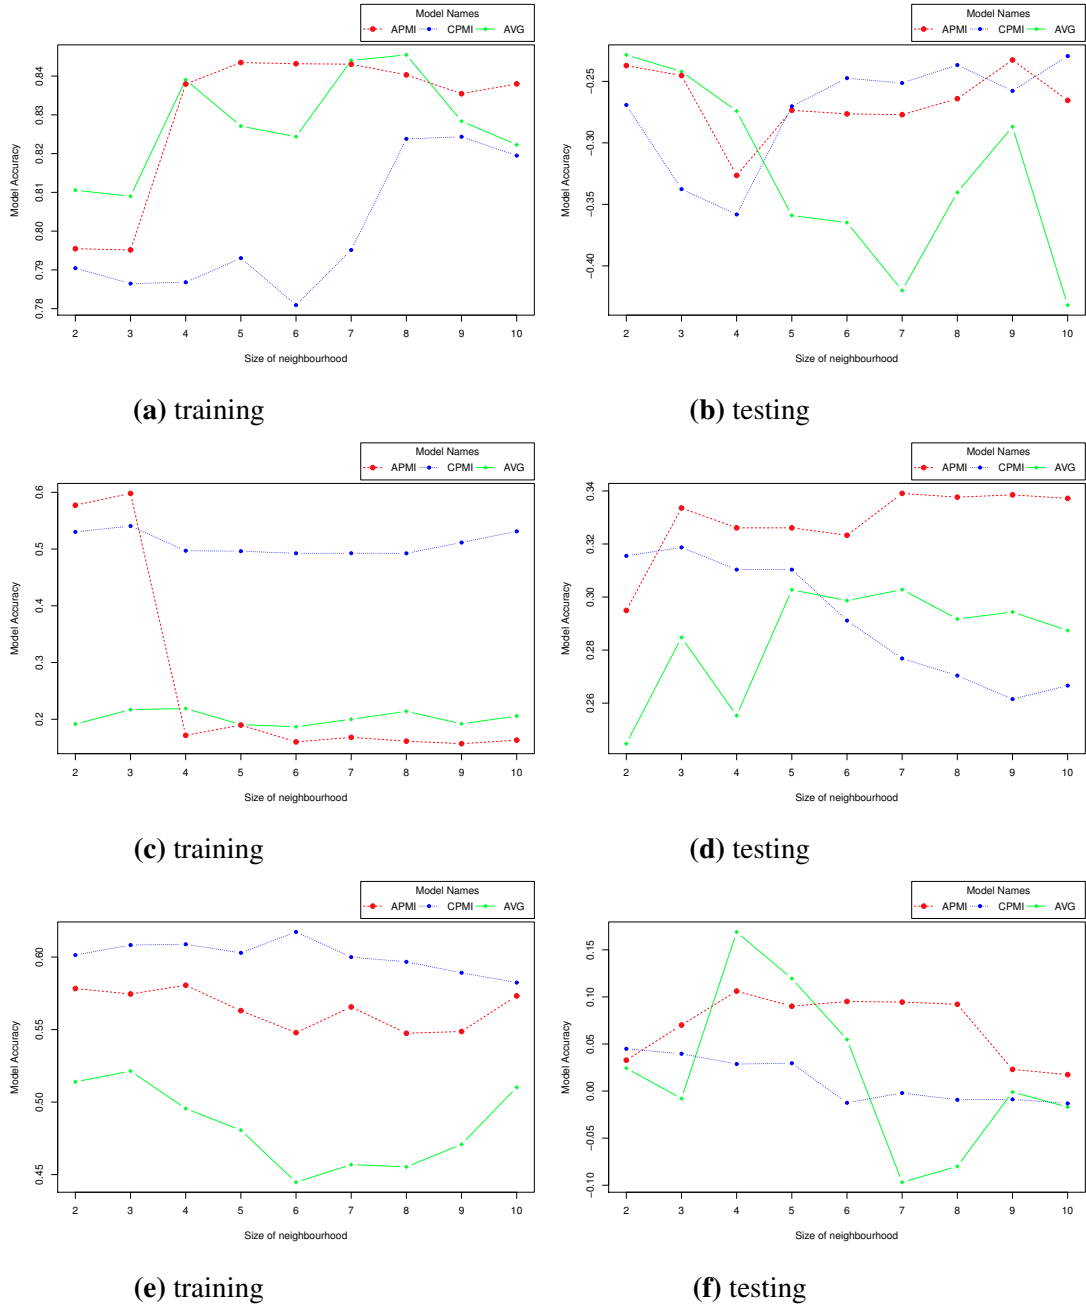 Model Names
APMI CPMI AVG
Model Accuracy
0.84
0.83
0.82
0.81
0.80
0.79
0.78
2 3 4 5 6 7 8 9 10
Size of neighbourhood
(a) training
Model Names
APMI CPMI AVG
Model Accuracy
−0.25
−0.30
−0.35
−0.40
2 3 4 5 6 7 8 9 10
Size of neighbourhood
(b) testing
Model Names
APMI CPMI AVG
Model Accuracy
0.6
0.5
0.4
0.3
0.2
2 3 4 5 6 7 8 9 10
Size of neighbourhood
(c) training
Model Names
APMI CPMI AVG
Model Accuracy
0.34
0.32
0.30
0.28
0.26
2 3 4 5 6 7 8 9 10
Size of neighbourhood
(d) testing
Model Names
APMI CPMI AVG
Model Accuracy
0.60
0.55
0.50
0.45
2 3 4 5 6 7 8 9 10
Size of neighbourhood
(e) training
Model Names
APMI CPMI AVG
Model Accuracy
0.15
0.10
0.05
0.00
−0.05
−0.10
2 3 4 5 6 7 8 9 10
Size of neighbourhood
(f) testing